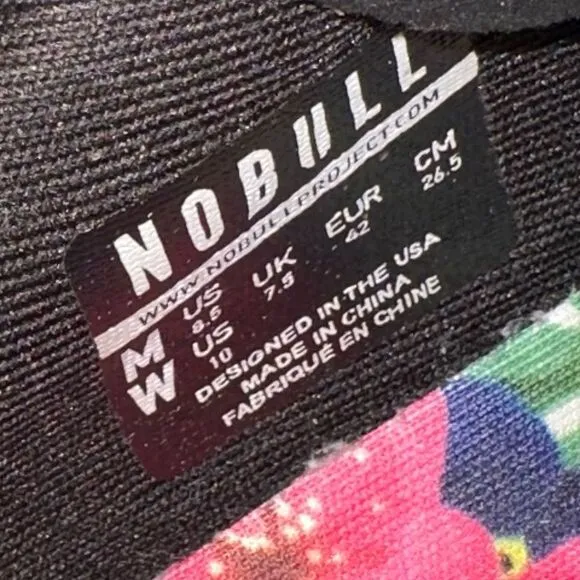 NOBULL
WWW.NOBULLPROJECT.COM
M US UK EUR CM
8.5 7.5 42 26.5
W US
10
DESIGNED IN THE USA
MADE IN CHINA
FABRIQUE EN CHINE